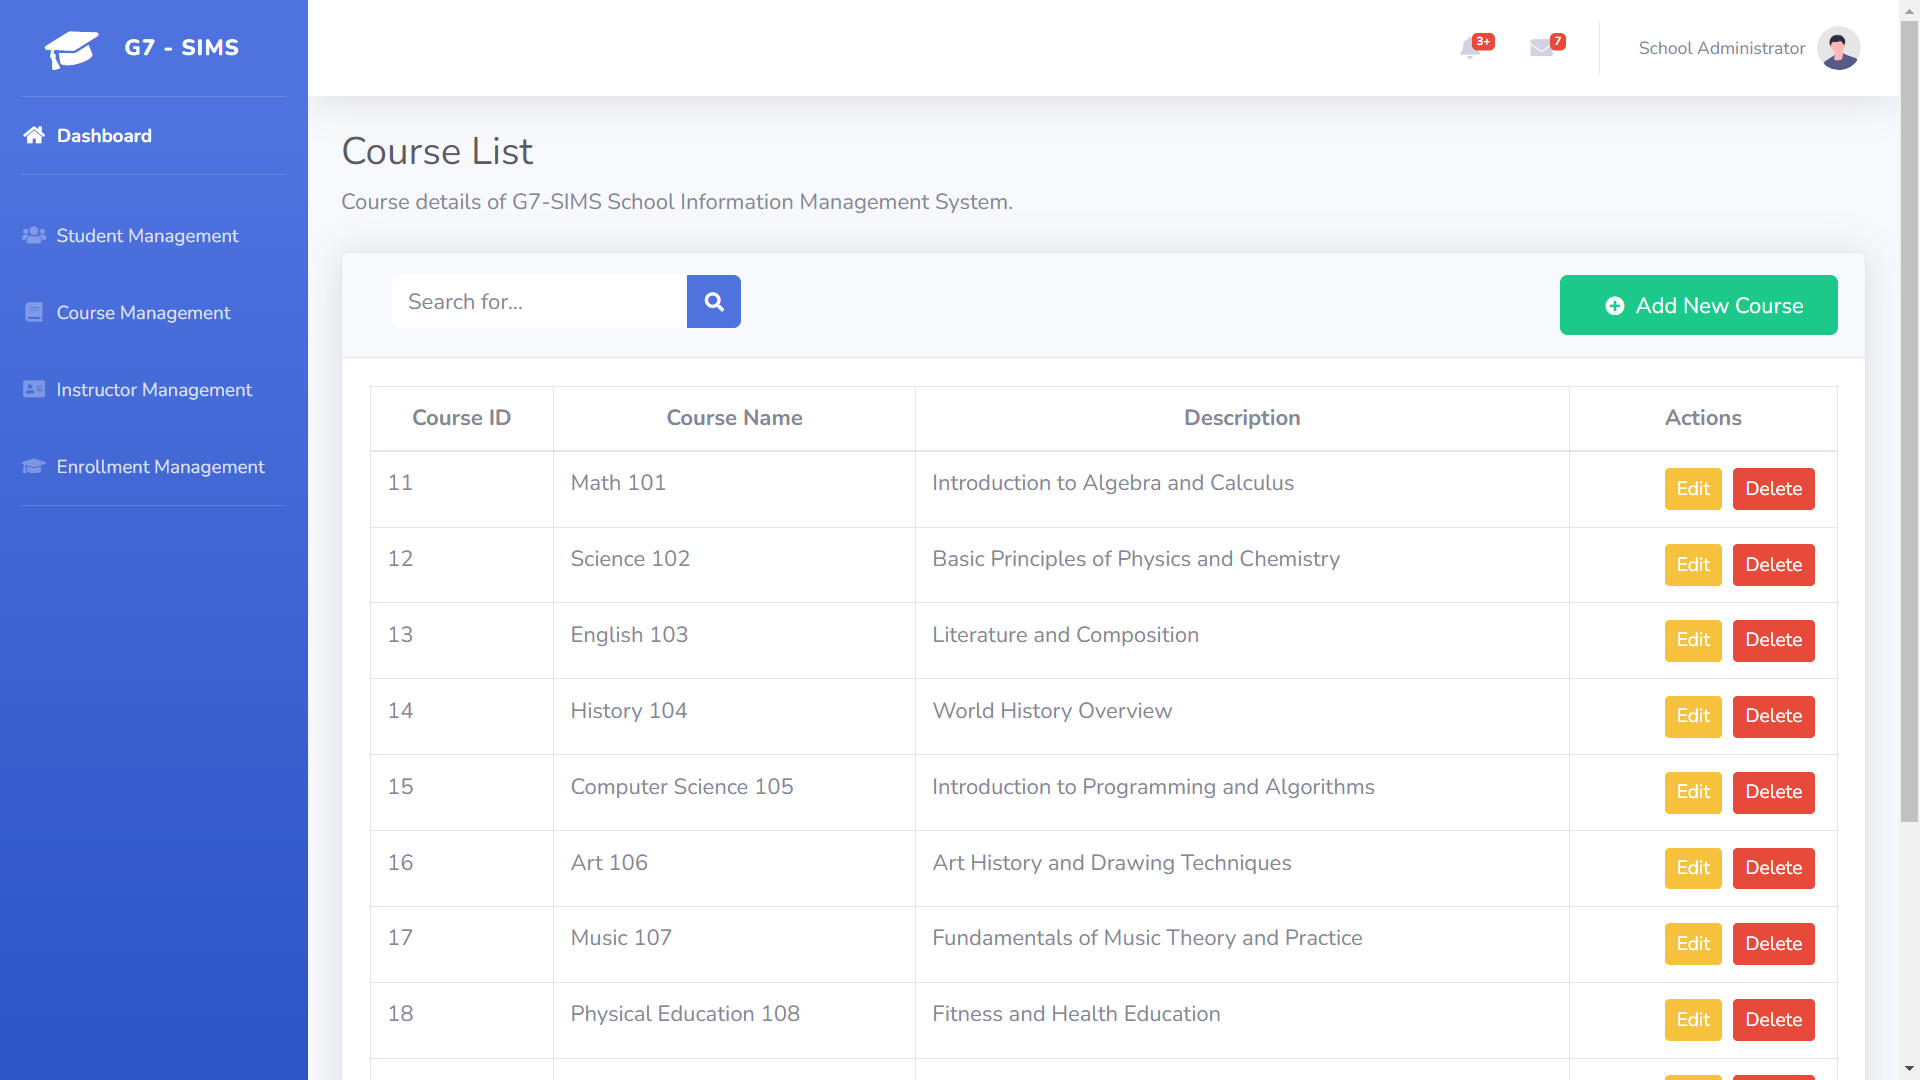 G7 - SIMS
3+
7
School Administrator
Dashboard
Student Management
Course Management
Instructor Management
Enrollment Management
Course List
Course details of G7-SIMS School Information Management System.
Search for...
Add New Course
Course ID Course Name Description Actions
11 Math 101 Introduction to Algebra and Calculus Edit Delete
12 Science 102 Basic Principles of Physics and Chemistry Edit Delete
13 English 103 Literature and Composition Edit Delete
14 History 104 World History Overview Edit Delete
15 Computer Science 105 Introduction to Programming and Algorithms Edit Delete
16 Art 106 Art History and Drawing Techniques Edit Delete
17 Music 107 Fundamentals of Music Theory and Practice Edit Delete
18 Physical Education 108 Fitness and Health Education Edit Delete